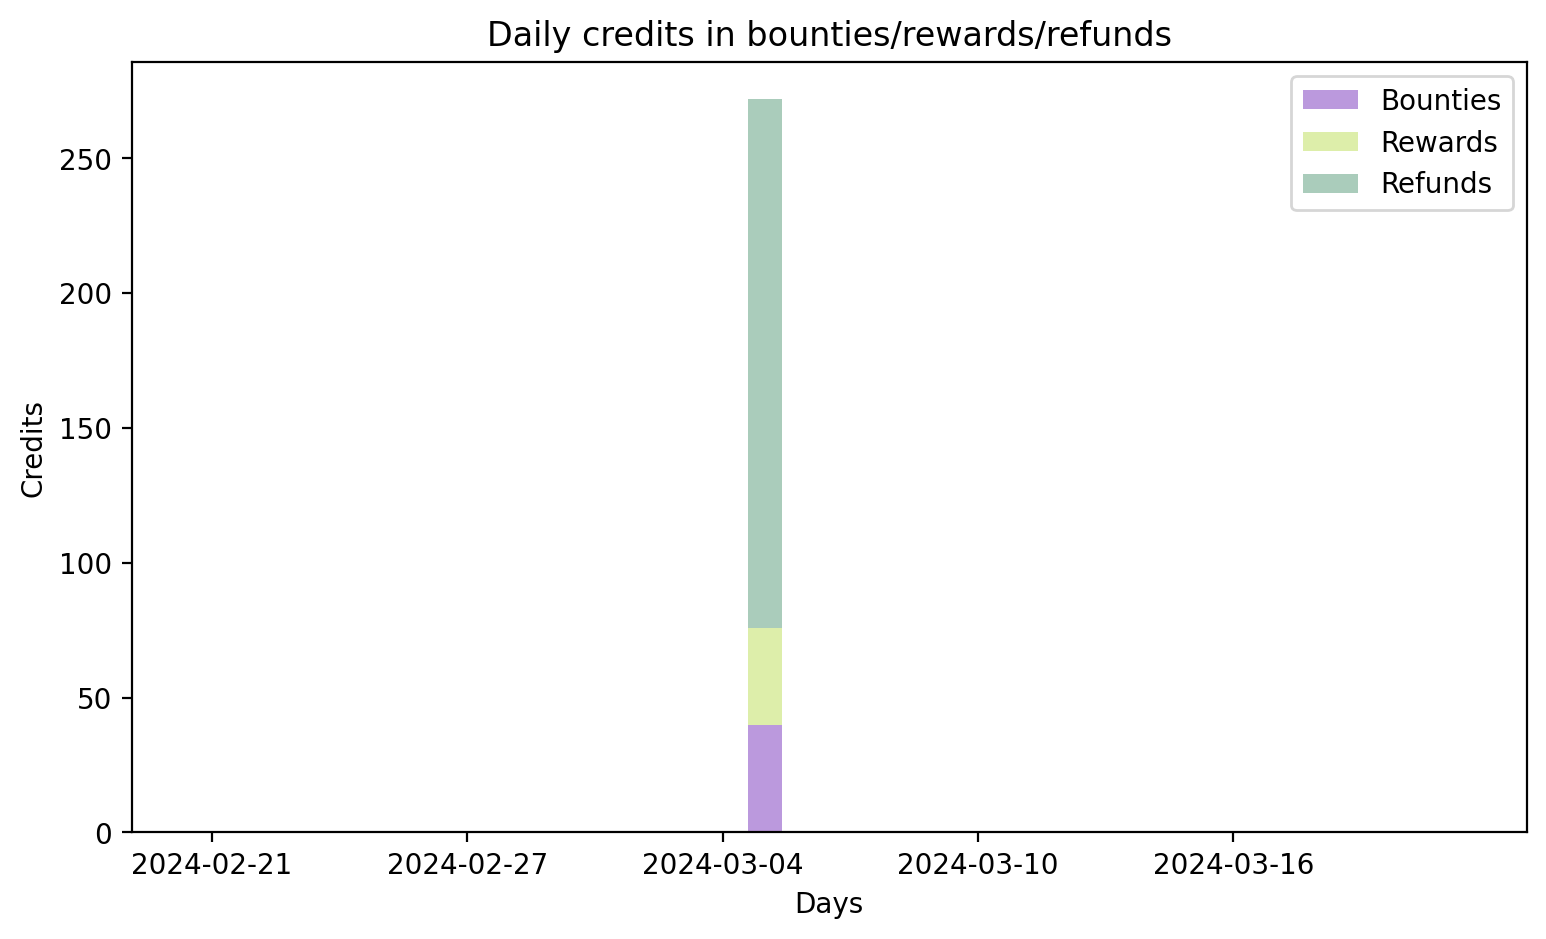 Daily credits in bounties/rewards/refunds
Bounties
Rewards
Refunds
Credits
250
200
150
100
50
0
2024-02-21 2024-02-27 2024-03-04 2024-03-10 2024-03-16
Days